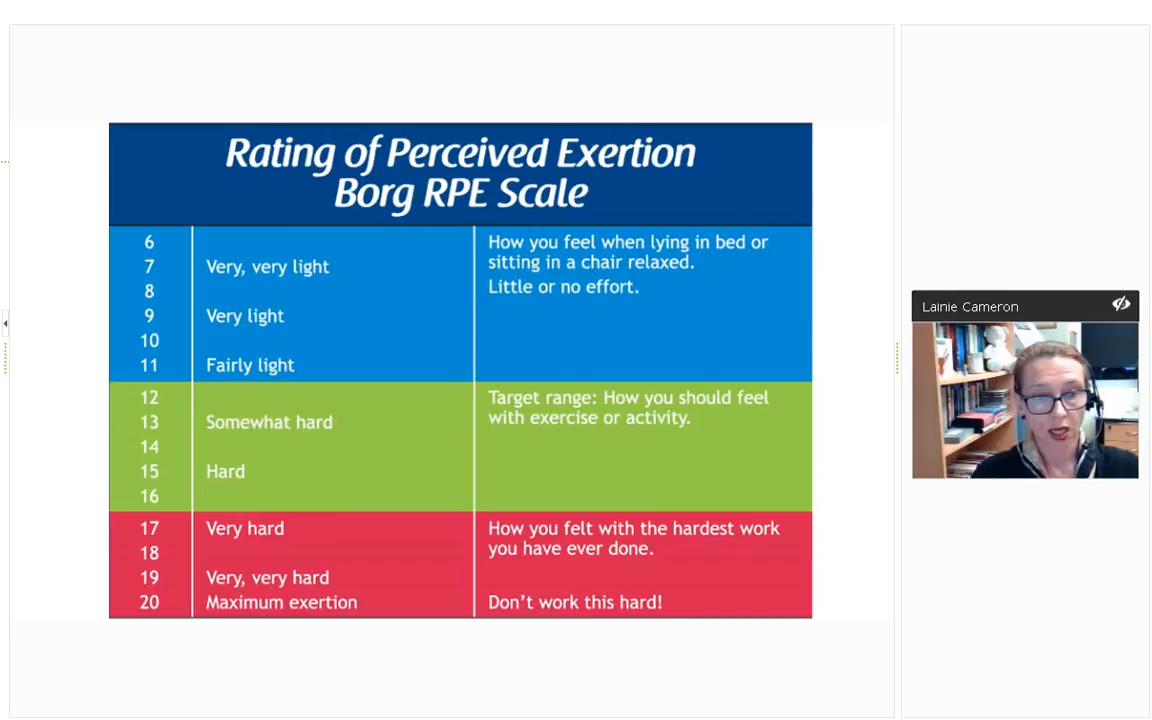 Rating of Perceived Exertion
Borg RPE Scale
6
7 Very, very light
8
9 Very light
10
11 Fairly light
How you feel when lying in bed or
sitting in a chair relaxed.
Little or no effort.
12
13 Somewhat hard
14
15 Hard
16
Target range: How you should feel
with exercise or activity.
17 Very hard
18
19 Very, very hard
20 Maximum exertion
How you felt with the hardest work
you have ever done.
Don't work this hard!
Lainie Cameron